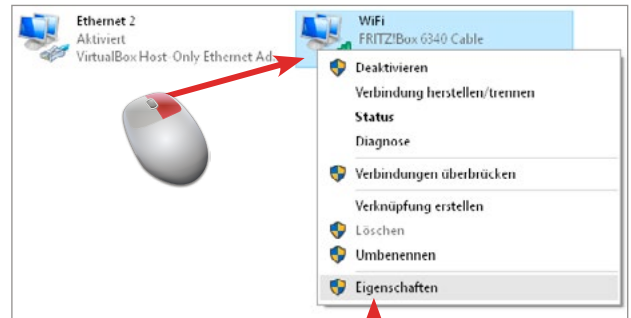 Ethernet 2
Aktiviert
VirtualBox Host-Only Ethernet Ad
WiFi
FRITZ!Box 6340 Cable
Deaktivieren
Verbindung herstellen/trennen
Status
Diagnose
Verbindungen überbrücken
Verknüpfung erstellen
Löschen
Umbenennen
Eigenschaften